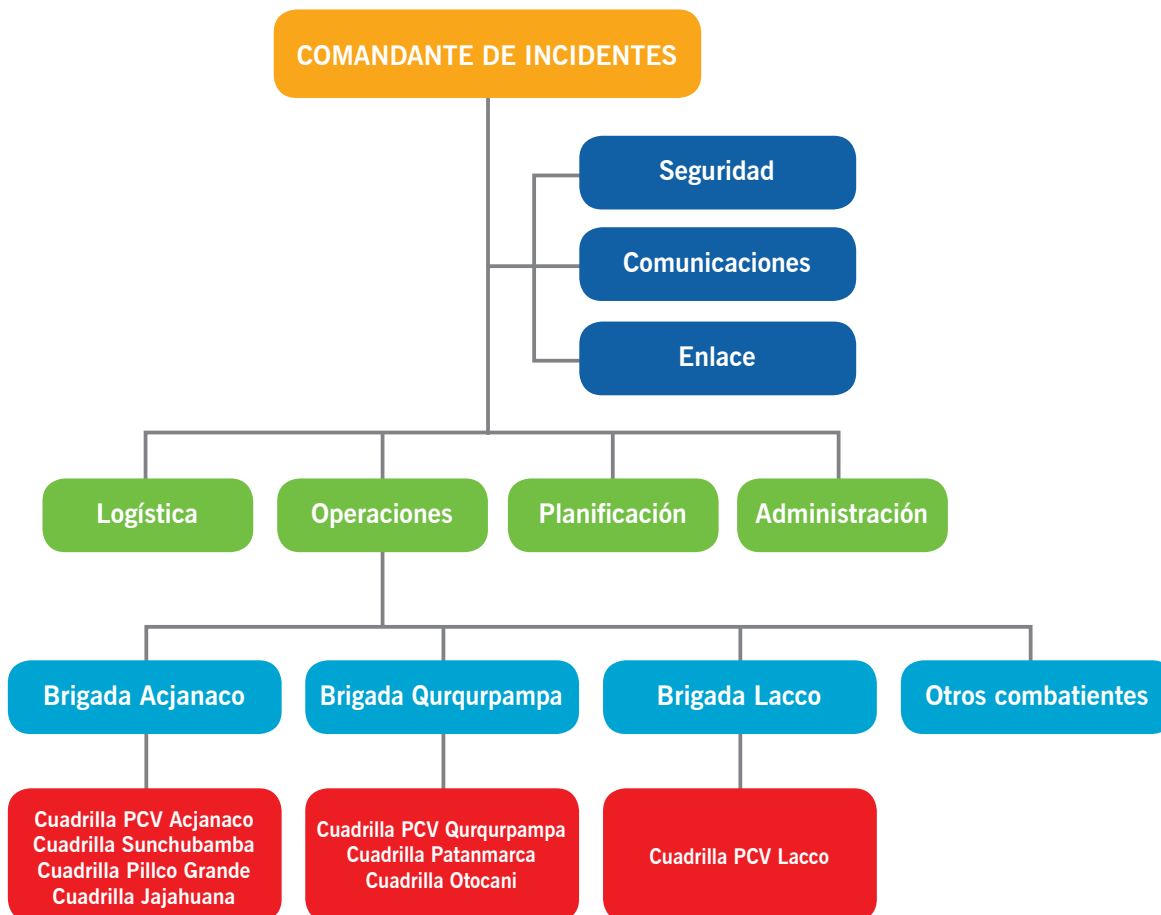 COMANDANTE DE INCIDENTES
Seguridad
Comunicaciones
Enlace
Logística
Operaciones
Planificación
Administración
Brigada Acjanaco
Brigada Qurqurpampa
Brigada Lacco
Otros combatientes
Cuadrilla PCV Acjanaco
Cuadrilla Sunchubamba
Cuadrilla Pillco Grande
Cuadrilla Jajahuana
Cuadrilla PCV Qurqurpampa
Cuadrilla Patanmarca
Cuadrilla Otocani
Cuadrilla PCV Lacco